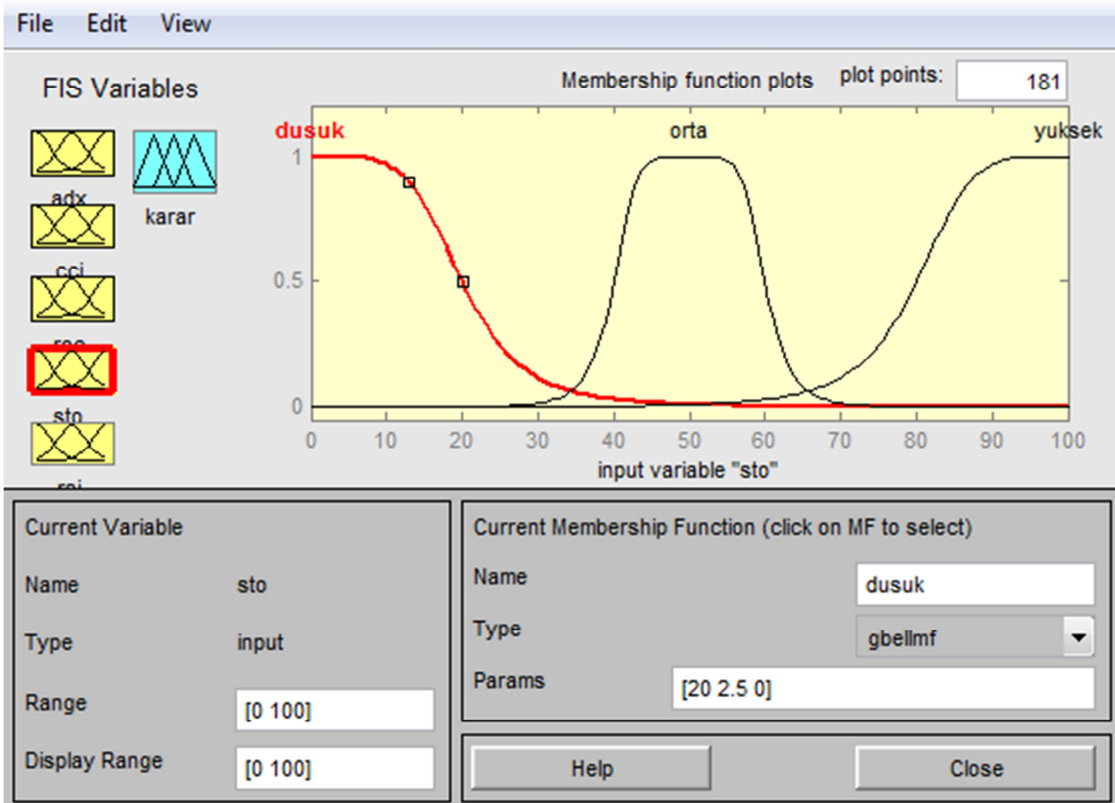 File Edit View
FIS Variables
Membership function plots plot points: 181
adx
karar
cci
sto
dusuk orta yuksek
1
0.5
0
0 10 20 30 40 50 60 70 80 90 100
input variable "sto"
Current Variable
Name sto
Type input
Range [0 100]
Display Range [0 100]
Current Membership Function (click on MF to select)
Name dusuk
Type gbellmf
Params [20 2.5 0]
Help Close